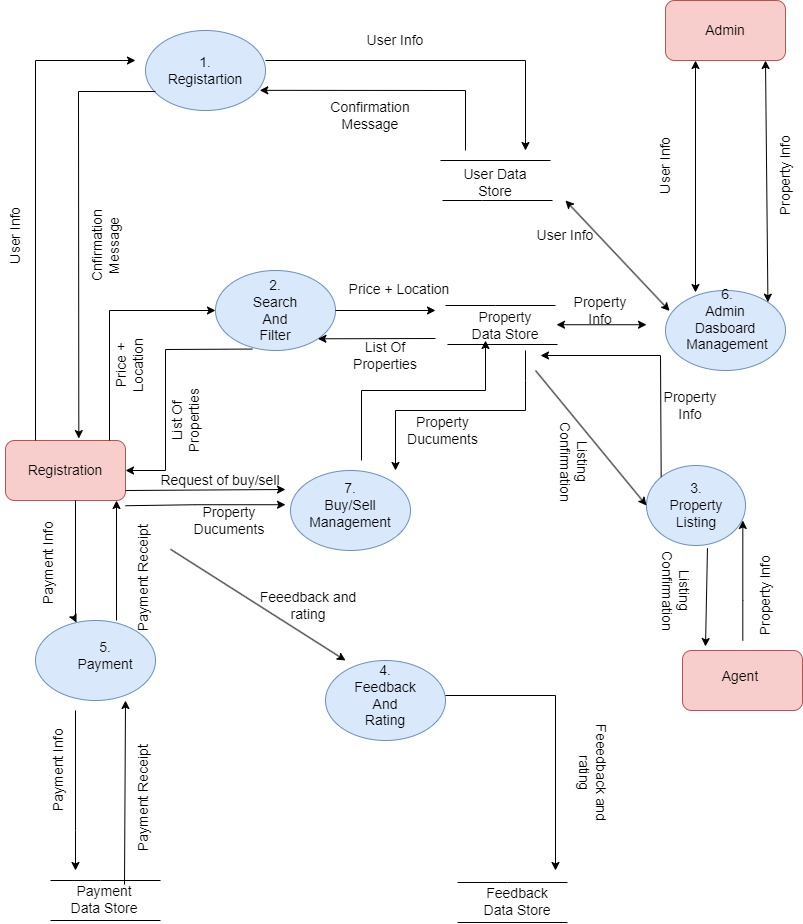 Admin
User Info
1.
Registartion
Confirmation
Message
User Info
Property Info
User Data
Store
User Info
Cnfirmation
Message
User Info
2.
Search
And
Filter
Price + Location
Property
Data Store
Property
Info
6.
Admin
Dasboard
Management
Price +
Location
List Of
Properties
List Of
Properties
Property
Ducuments
Property
Info
Listing
Confirmation
Registration
Request of buy/sell
Property
Ducuments
7.
Buy/Sell
Management
3.
Property
Listing
Payment Info
Payment Receipt
Feeedback and
rating
Listing
Confirmation
Property Info
5.
Payment
4.
Feedback
And
Rating
Agent
Payment Info
Payment Receipt
Feeedback and
rating
Payment
Data Store
Feedback
Data Store